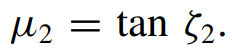 μ₂ = tan ζ₂.